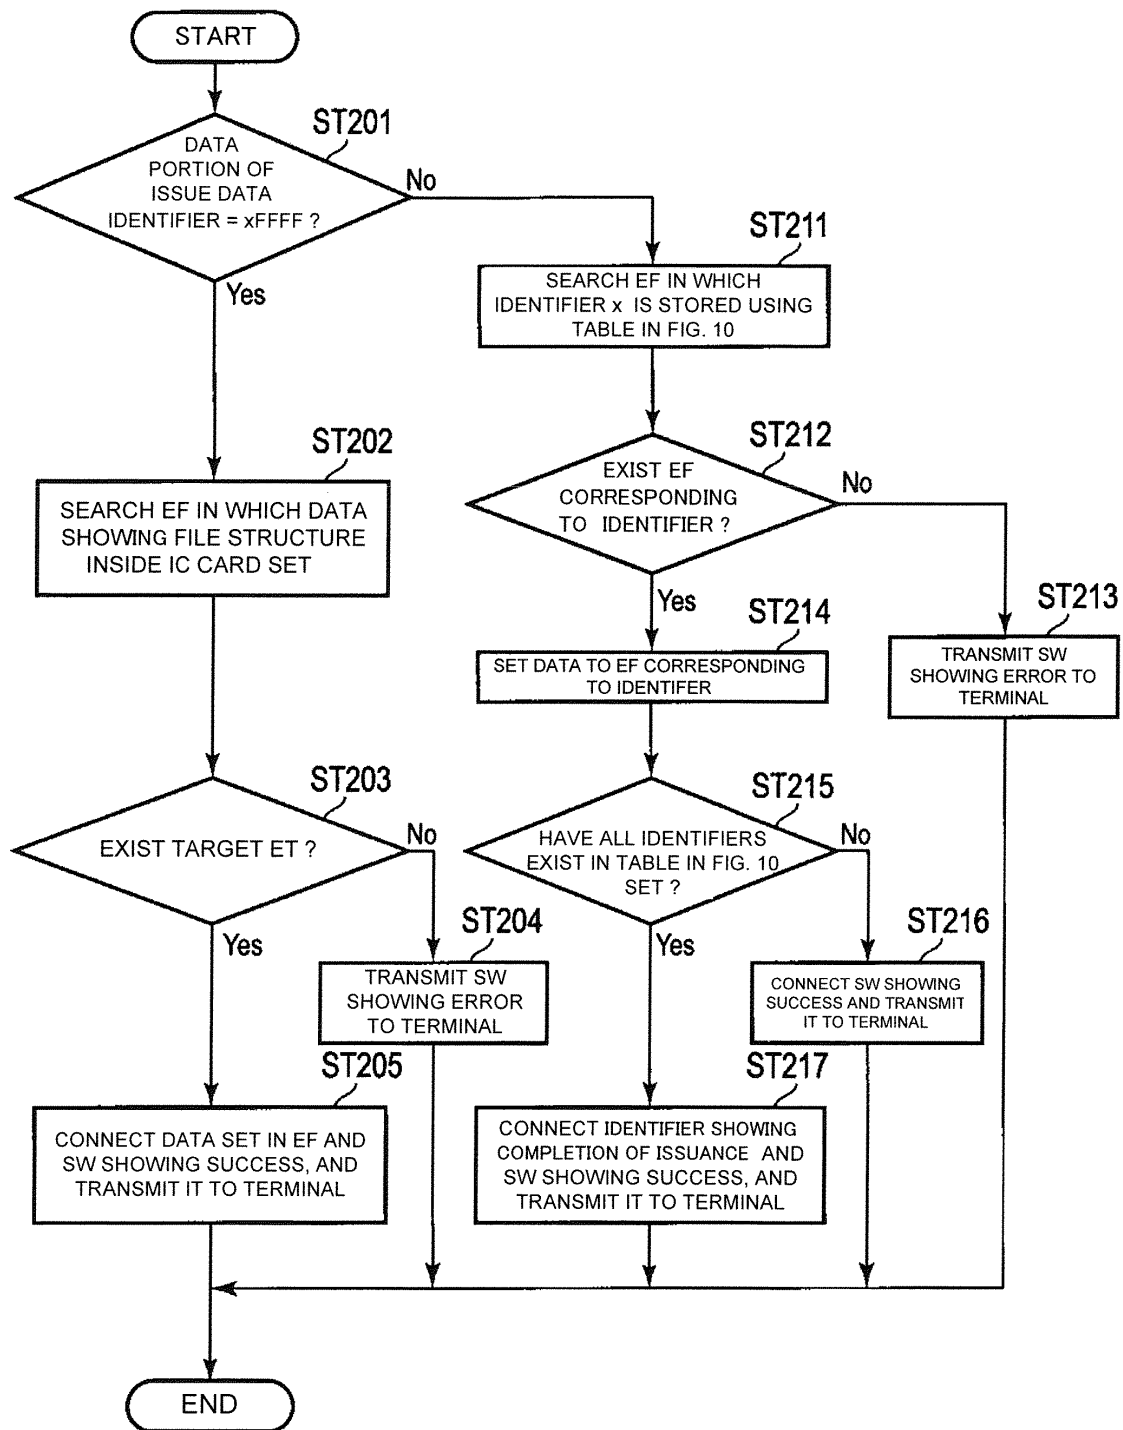 START
ST201
DATA
PORTION OF
ISSUE DATA
IDENTIFIER = xFFFF ?
No
Yes
ST211
SEARCH EF IN WHICH
IDENTIFIER x IS STORED USING
TABLE IN FIG. 10
ST202
SEARCH EF IN WHICH DATA
SHOWING FILE STRUCTURE
INSIDE IC CARD SET
ST212
EXIST EF
CORRESPONDING
TO IDENTIFIER ?
No
Yes
ST213
TRANSMIT SW
SHOWING ERROR TO
TERMINAL
ST214
SET DATA TO EF CORRESPONDING
TO IDENTIFER
ST203
EXIST TARGET ET ?
No
Yes
ST215
HAVE ALL IDENTIFIERS
EXIST IN TABLE IN FIG. 10
SET ?
No
Yes
ST204
TRANSMIT SW
SHOWING ERROR
TO TERMINAL
ST216
CONNECT SW SHOWING
SUCCESS AND TRANSMIT
IT TO TERMINAL
ST205
CONNECT DATA SET IN EF AND
SW SHOWING SUCCESS, AND
TRANSMIT IT TO TERMINAL
ST217
CONNECT IDENTIFIER SHOWING
COMPLETION OF ISSUANCE AND
SW SHOWING SUCCESS, AND
TRANSMIT IT TO TERMINAL
END